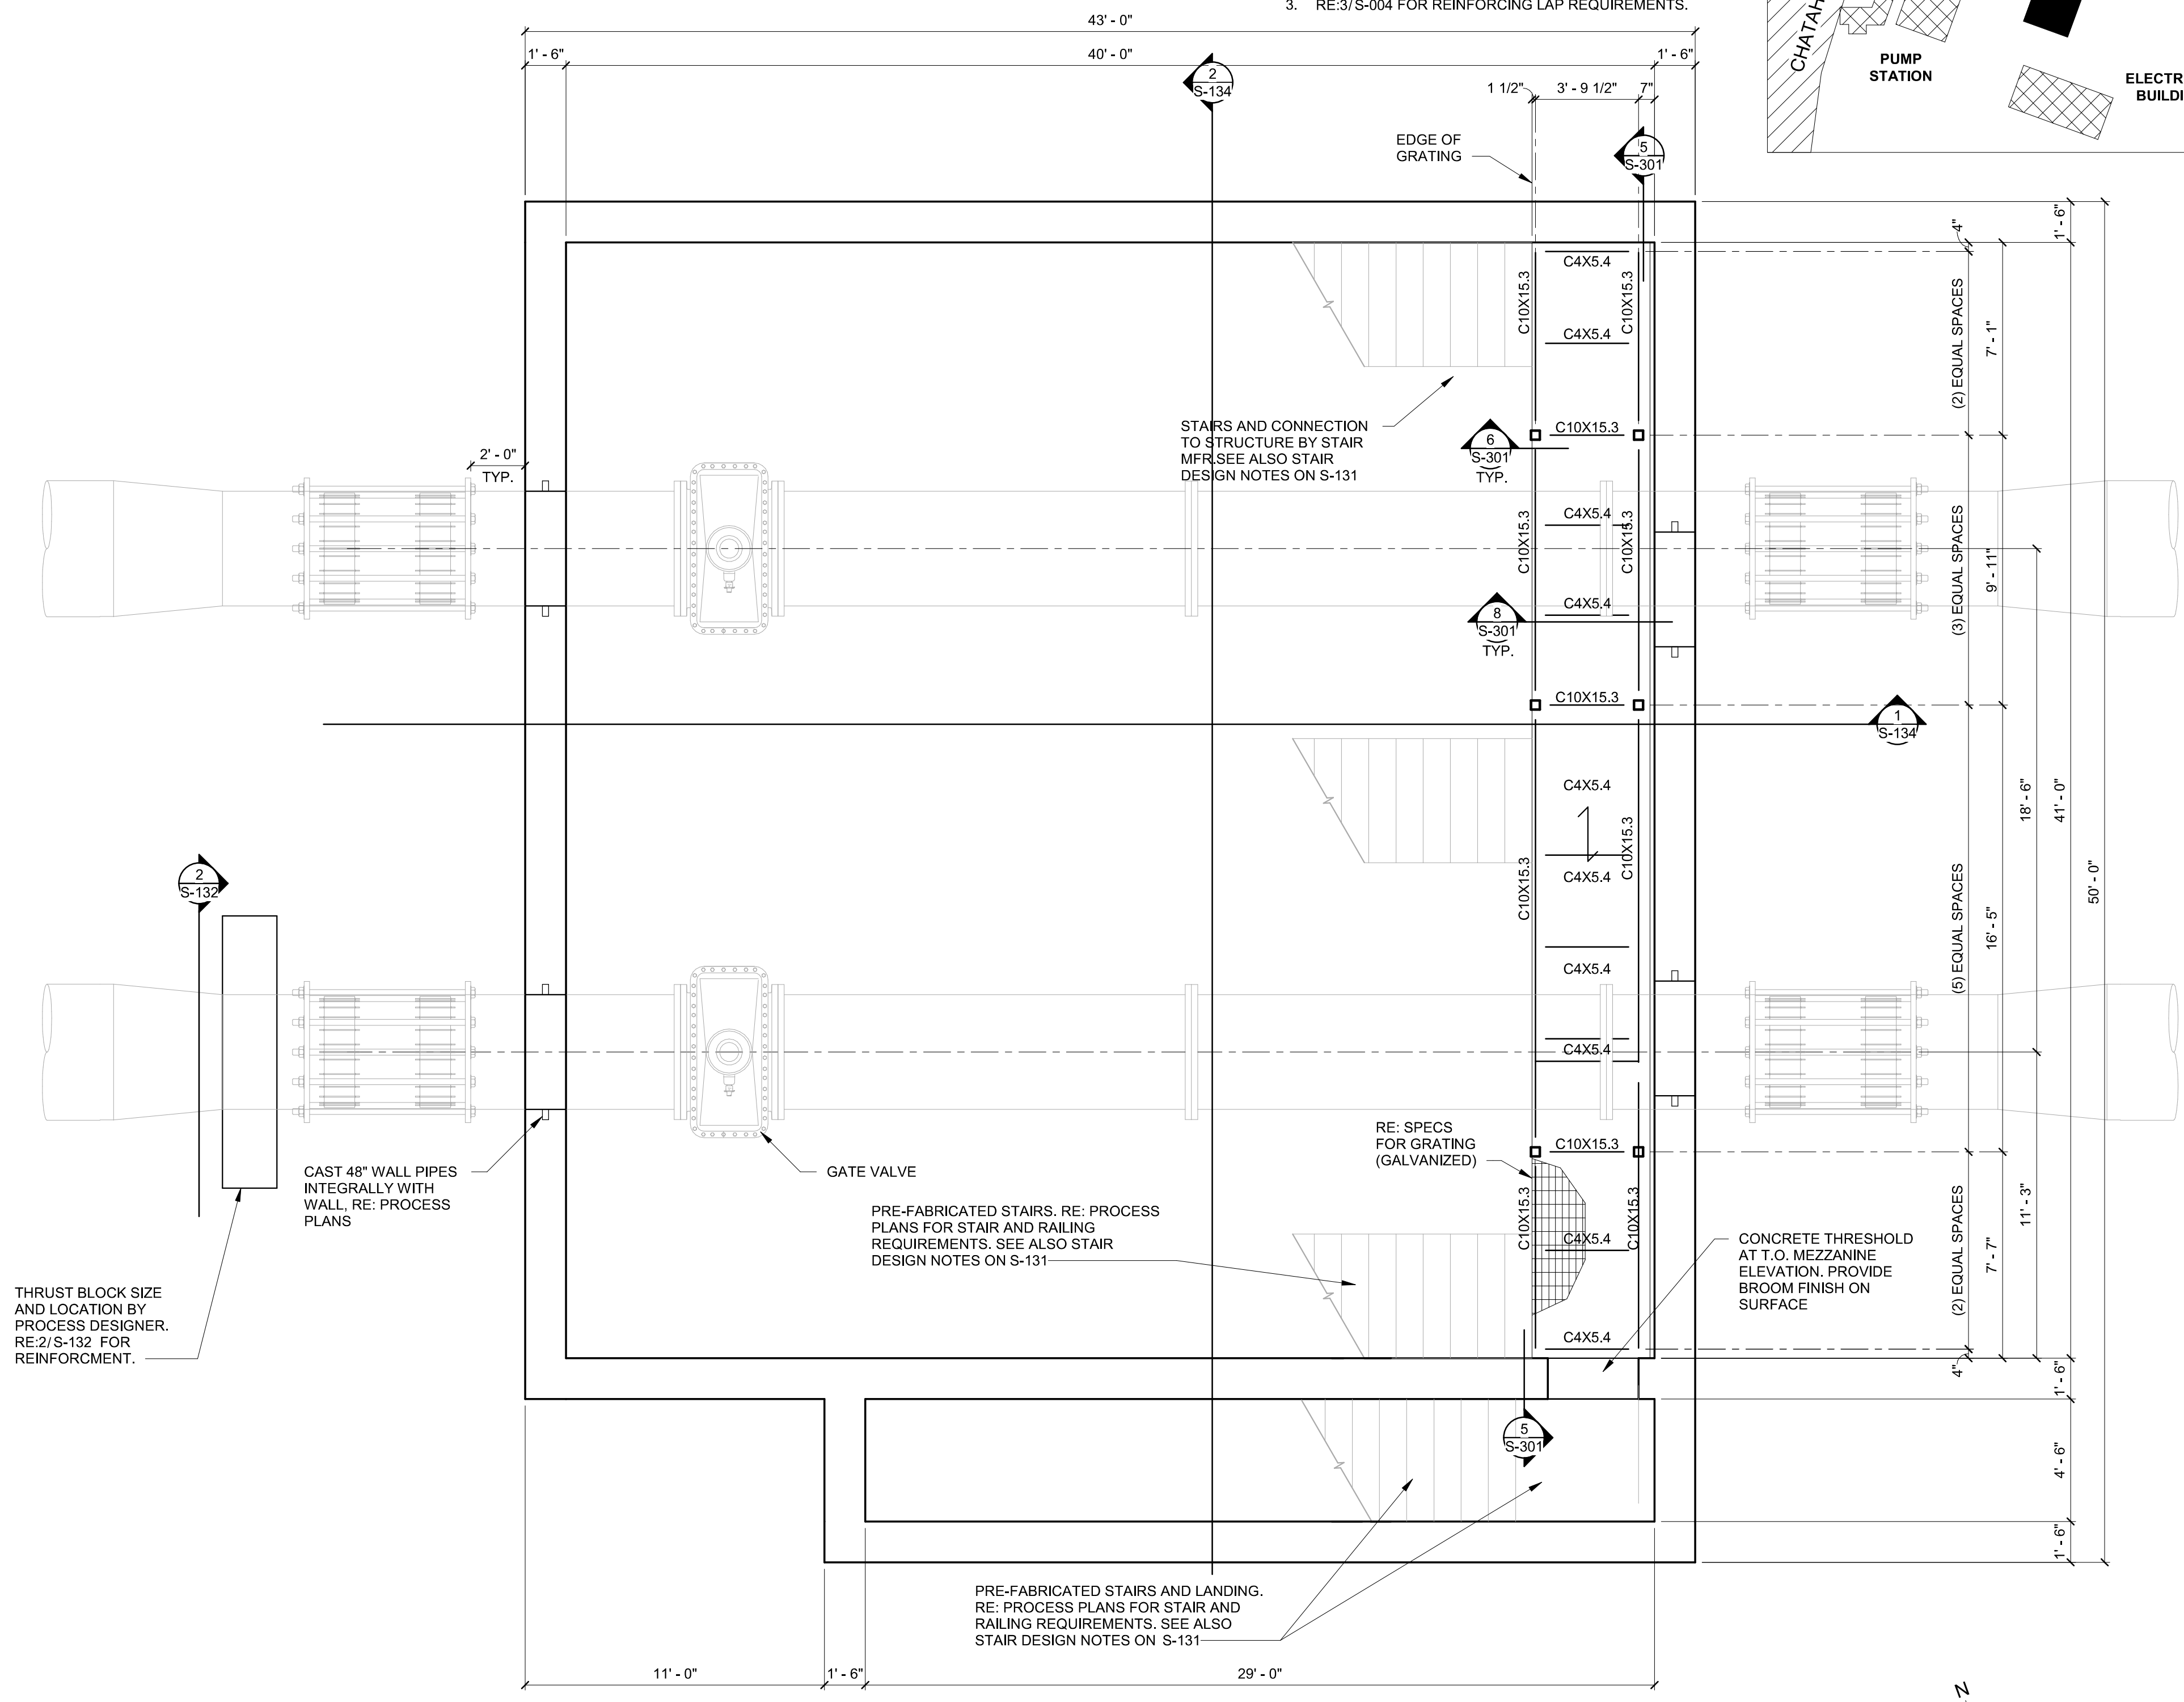 3. RE:3/S-004 FOR REINFORCING LAP REQUIREMENTS.
CHATAH
PUMP
STATION
ELECTR
BUILDI
43' - 0"
1' - 6"
40' - 0"
1' - 6"
2
S-134
1 1/2"
3' - 9 1/2"
7"
EDGE OF
GRATING
5
S-301
1' - 6"
4"
C4X5.4
C10X15.3
C10X15.3
C4X5.4
(2) EQUAL SPACES
7' - 1"
STAIRS AND CONNECTION
TO STRUCTURE BY STAIR
MFR.SEE ALSO STAIR
DESIGN NOTES ON S-131
6
S-301
TYP.
C10X15.3
2' - 0"
TYP.
C4X5.4
C10X15.3
C10X15.3
C4X5.4
(3) EQUAL SPACES
9' - 11"
8
S-301
TYP.
C10X15.3
1
S-134
C4X5.4
C10X15.3
C10X15.3
C4X5.4
18' - 6"
41' - 0"
50' - 0"
2
S-132
(5) EQUAL SPACES
16' - 5"
C4X5.4
C4X5.4
RE: SPECS
FOR GRATING
(GALVANIZED)
C10X15.3
CAST 48" WALL PIPES
INTEGRALLY WITH
WALL, RE: PROCESS
PLANS
GATE VALVE
PRE-FABRICATED STAIRS. RE: PROCESS
PLANS FOR STAIR AND RAILING
REQUIREMENTS. SEE ALSO STAIR
DESIGN NOTES ON S-131
C10X15.3
C10X15.3
C4X5.4
CONCRETE THRESHOLD
AT T.O. MEZZANINE
ELEVATION. PROVIDE
BROOM FINISH ON
SURFACE
(2) EQUAL SPACES
7' - 7"
11' - 3"
THRUST BLOCK SIZE
AND LOCATION BY
PROCESS DESIGNER.
RE:2/S-132 FOR
REINFORCMENT.
C4X5.4
4"
1' - 6"
5
S-301
4' - 6"
1' - 6"
PRE-FABRICATED STAIRS AND LANDING.
RE: PROCESS PLANS FOR STAIR AND
RAILING REQUIREMENTS. SEE ALSO
STAIR DESIGN NOTES ON S-131
11' - 0"
1' - 6"
29' - 0"
N